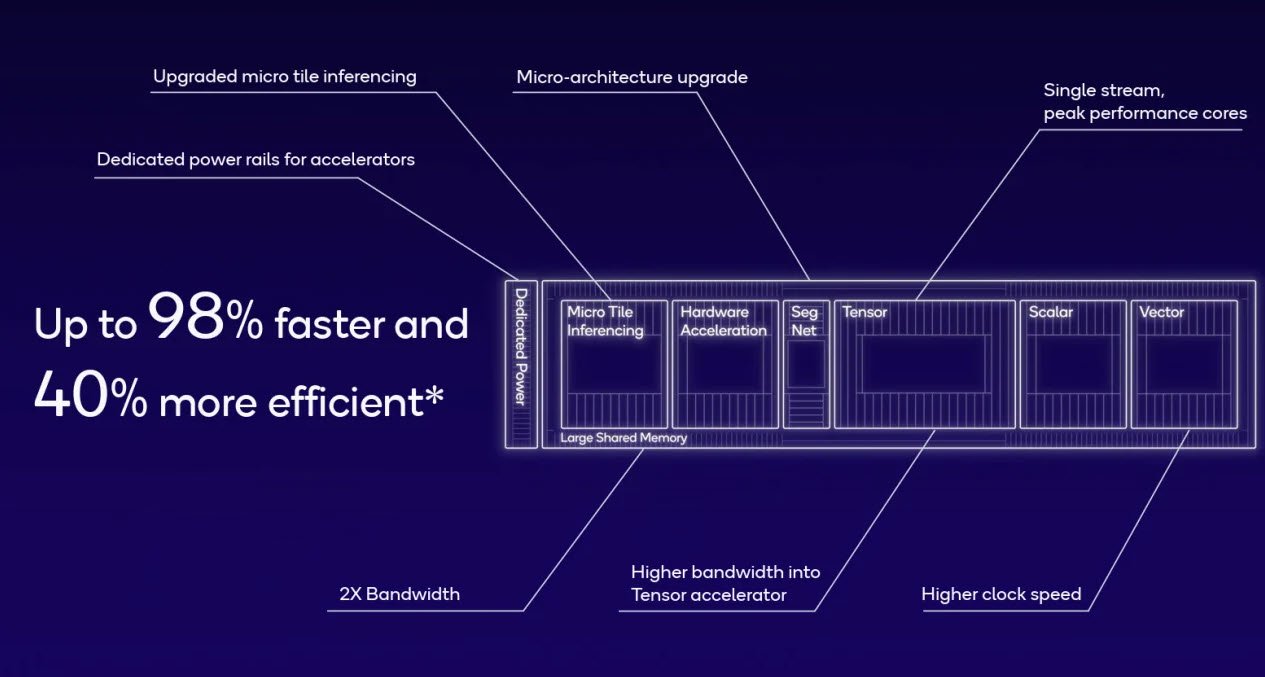 Upgraded micro tile inferencing
Micro-architecture upgrade
Single stream,
peak performance cores
Dedicated power rails for accelerators
Up to 98% faster and
40% more efficient*
Dedicated Power
Micro Tile
Inferencing
Hardware
Acceleration
Seg
Net
Tensor
Scalar
Vector
Large Shared Memory
2X Bandwidth
Higher bandwidth into
Tensor accelerator
Higher clock speed